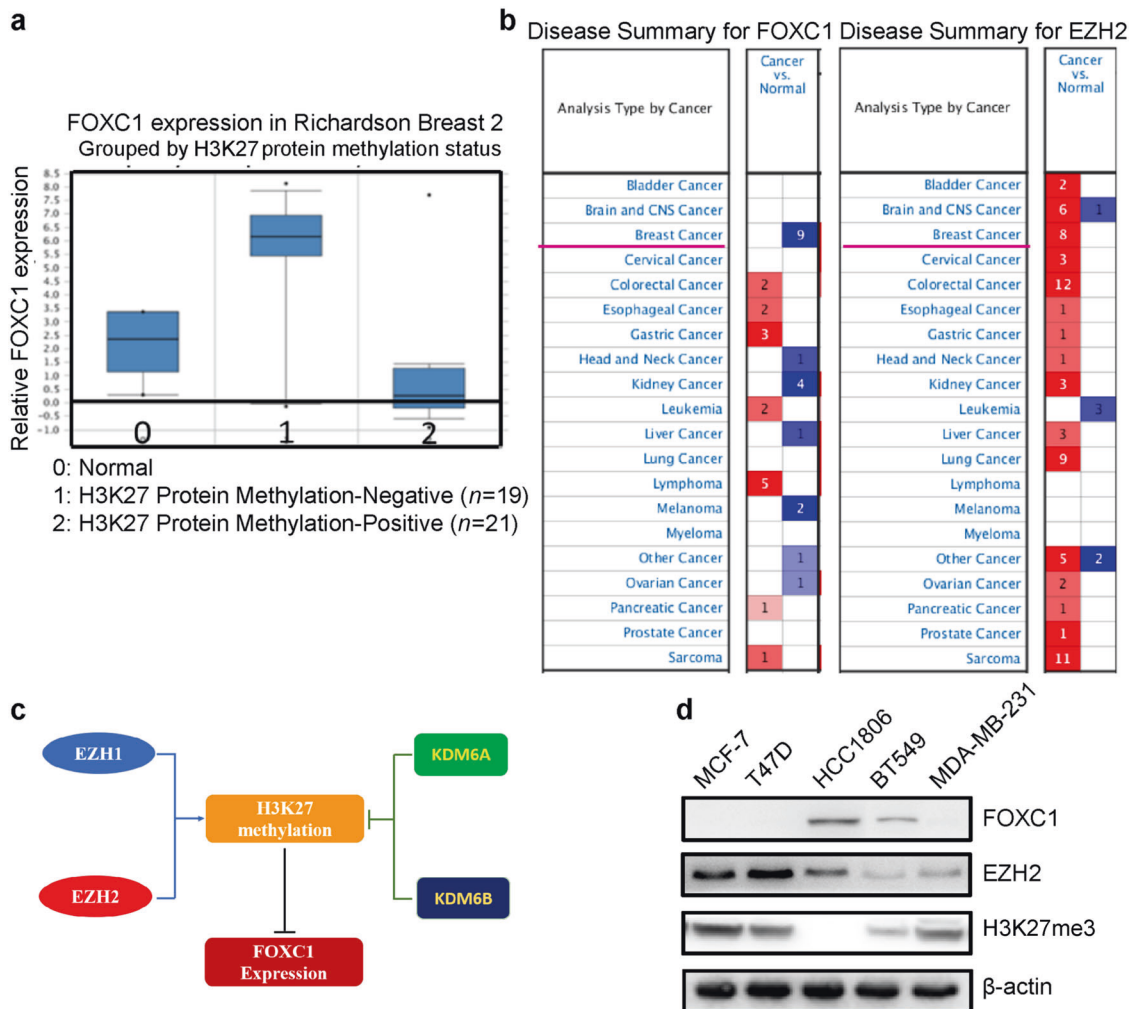 a
FOXC1 expression in Richardson Breast 2
Grouped by H3K27 protein methylation status
Relative FOXC1 expression
8.5
8.0
7.5
7.0
6.5
6.0
5.5
5.0
4.5
4.0
3.5
3.0
2.5
2.0
1.5
1.0
0.5
0.0
-0.5
-1.0
0 1 2
0: Normal
1: H3K27 Protein Methylation-Negative (n=19)
2: H3K27 Protein Methylation-Positive (n=21)
b
Disease Summary for FOXC1
Analysis Type by Cancer
Cancer
vs.
Normal
Bladder Cancer
Brain and CNS Cancer
Breast Cancer 9
Cervical Cancer
Colorectal Cancer 2
Esophageal Cancer 2
Gastric Cancer 3
Head and Neck Cancer 1
Kidney Cancer 4
Leukemia 2
Liver Cancer 1
Lung Cancer
Lymphoma 5
Melanoma 2
Myeloma
Other Cancer 1
Ovarian Cancer 1
Pancreatic Cancer 1
Prostate Cancer
Sarcoma 1
Disease Summary for EZH2
Analysis Type by Cancer
Cancer
vs.
Normal
Bladder Cancer 2
Brain and CNS Cancer 6 1
Breast Cancer 8
Cervical Cancer 3
Colorectal Cancer 12
Esophageal Cancer 1
Gastric Cancer 1
Head and Neck Cancer 1
Kidney Cancer 3
Leukemia 3
Liver Cancer 3
Lung Cancer 9
Lymphoma
Melanoma
Myeloma
Other Cancer 5 2
Ovarian Cancer 2
Pancreatic Cancer 1
Prostate Cancer 1
Sarcoma 11
c
EZH1
EZH2
H3K27
methylation
KDM6A
KDM6B
FOXC1
Expression
d
MCF-7 T47D HCC1806 BT549 MDA-MB-231
FOXC1
EZH2
H3K27me3
β-actin